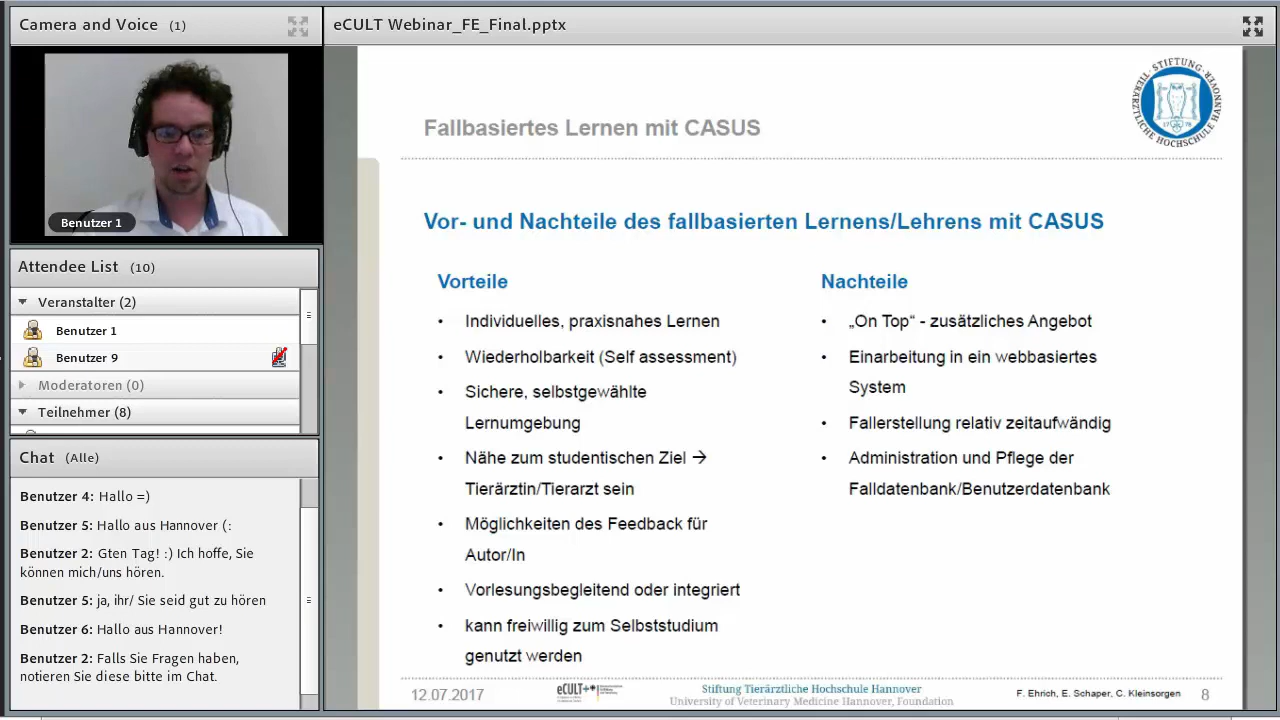 Camera and Voice (1)
Benutzer 1
Attendee List (10)
Veranstalter (2)
Benutzer 1
Benutzer 9
Moderatoren (0)
Teilnehmer (8)
Chat (Alle)
Benutzer 4: Hallo =)
Benutzer 5: Hallo aus Hannover (:
Benutzer 2: Gten Tag! :) Ich hoffe, Sie
können mich/uns hören.
Benutzer 5: ja, ihr/ Sie seid gut zu hören
Benutzer 6: Hallo aus Hannover!
Benutzer 2: Falls Sie Fragen haben,
notieren Sie diese bitte im Chat.
eCULT Webinar_FE_Final.pptx
Fallbasiertes Lernen mit CASUS
STIFTUNG TIERÄRZTLICHE HOCHSCHULE HANNOVER
1778
Vor- und Nachteile des fallbasierten Lernens/Lehrens mit CASUS
Vorteile
• Individuelles, praxisnahes Lernen
• Wiederholbarkeit (Self assessment)
• Sichere, selbstgewählte
Lernumgebung
• Nähe zum studentischen Ziel →
Tierärztin/Tierarzt sein
• Möglichkeiten des Feedback für
Autor/In
• Vorlesungsbegleitend oder integriert
• kann freiwillig zum Selbststudium
genutzt werden
Nachteile
• „On Top“ - zusätzliches Angebot
• Einarbeitung in ein webbasiertes
System
• Fallerstellung relativ zeitaufwändig
• Administration und Pflege der
Falldatenbank/Benutzerdatenbank
12.07.2017
eCULT+
Stiftung Tierärztliche Hochschule Hannover
University of Veterinary Medicine Hannover, Foundation
F. Ehrich, E. Schaper, C. Kleinsorgen
8